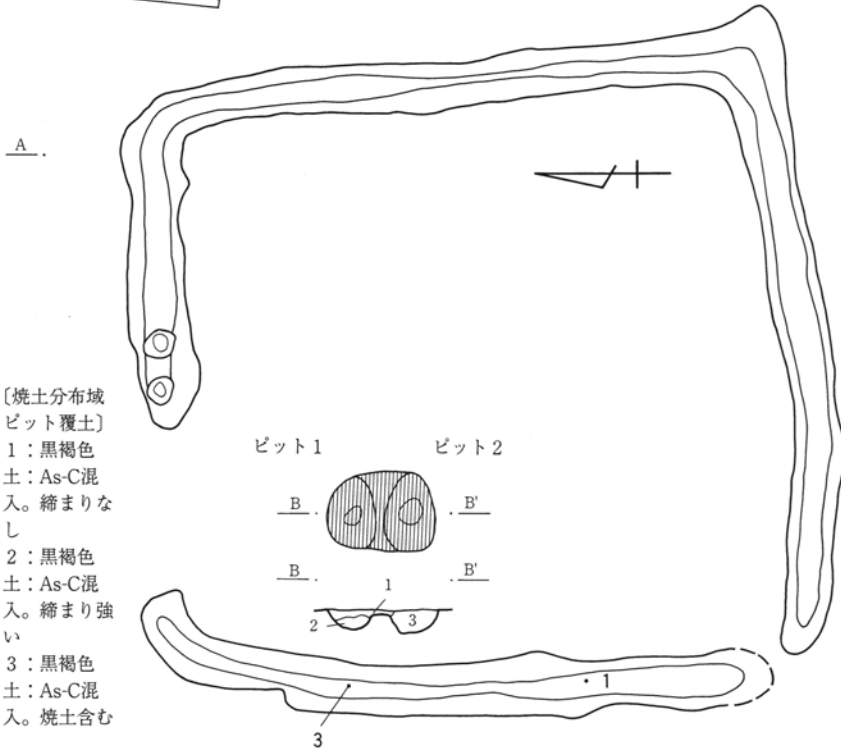 A
〔焼土分布域
ピット覆土〕
1：黒褐色
土：As-C混
入。締まりな
し
2：黒褐色
土：As-C混
入。締まり強
い
3：黒褐色
土：As-C混
入。焼土含む
ピット1 ピット2
B B'
B B'
1
2 3
1
3